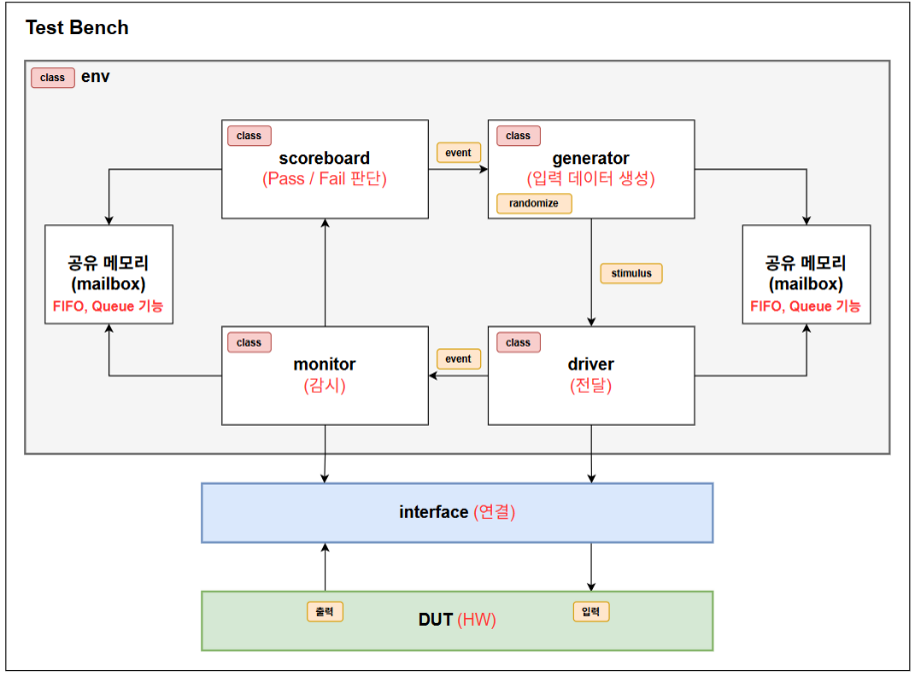 Test Bench
class env
class
scoreboard
(Pass / Fail 판단)
event
class
generator
(입력 데이터 생성)
randomize
공유 메모리
(mailbox)
FIFO, Queue 기능
stimulus
공유 메모리
(mailbox)
FIFO, Queue 기능
class
monitor
(감시)
event
class
driver
(전달)
interface (연결)
출력
DUT (HW)
입력